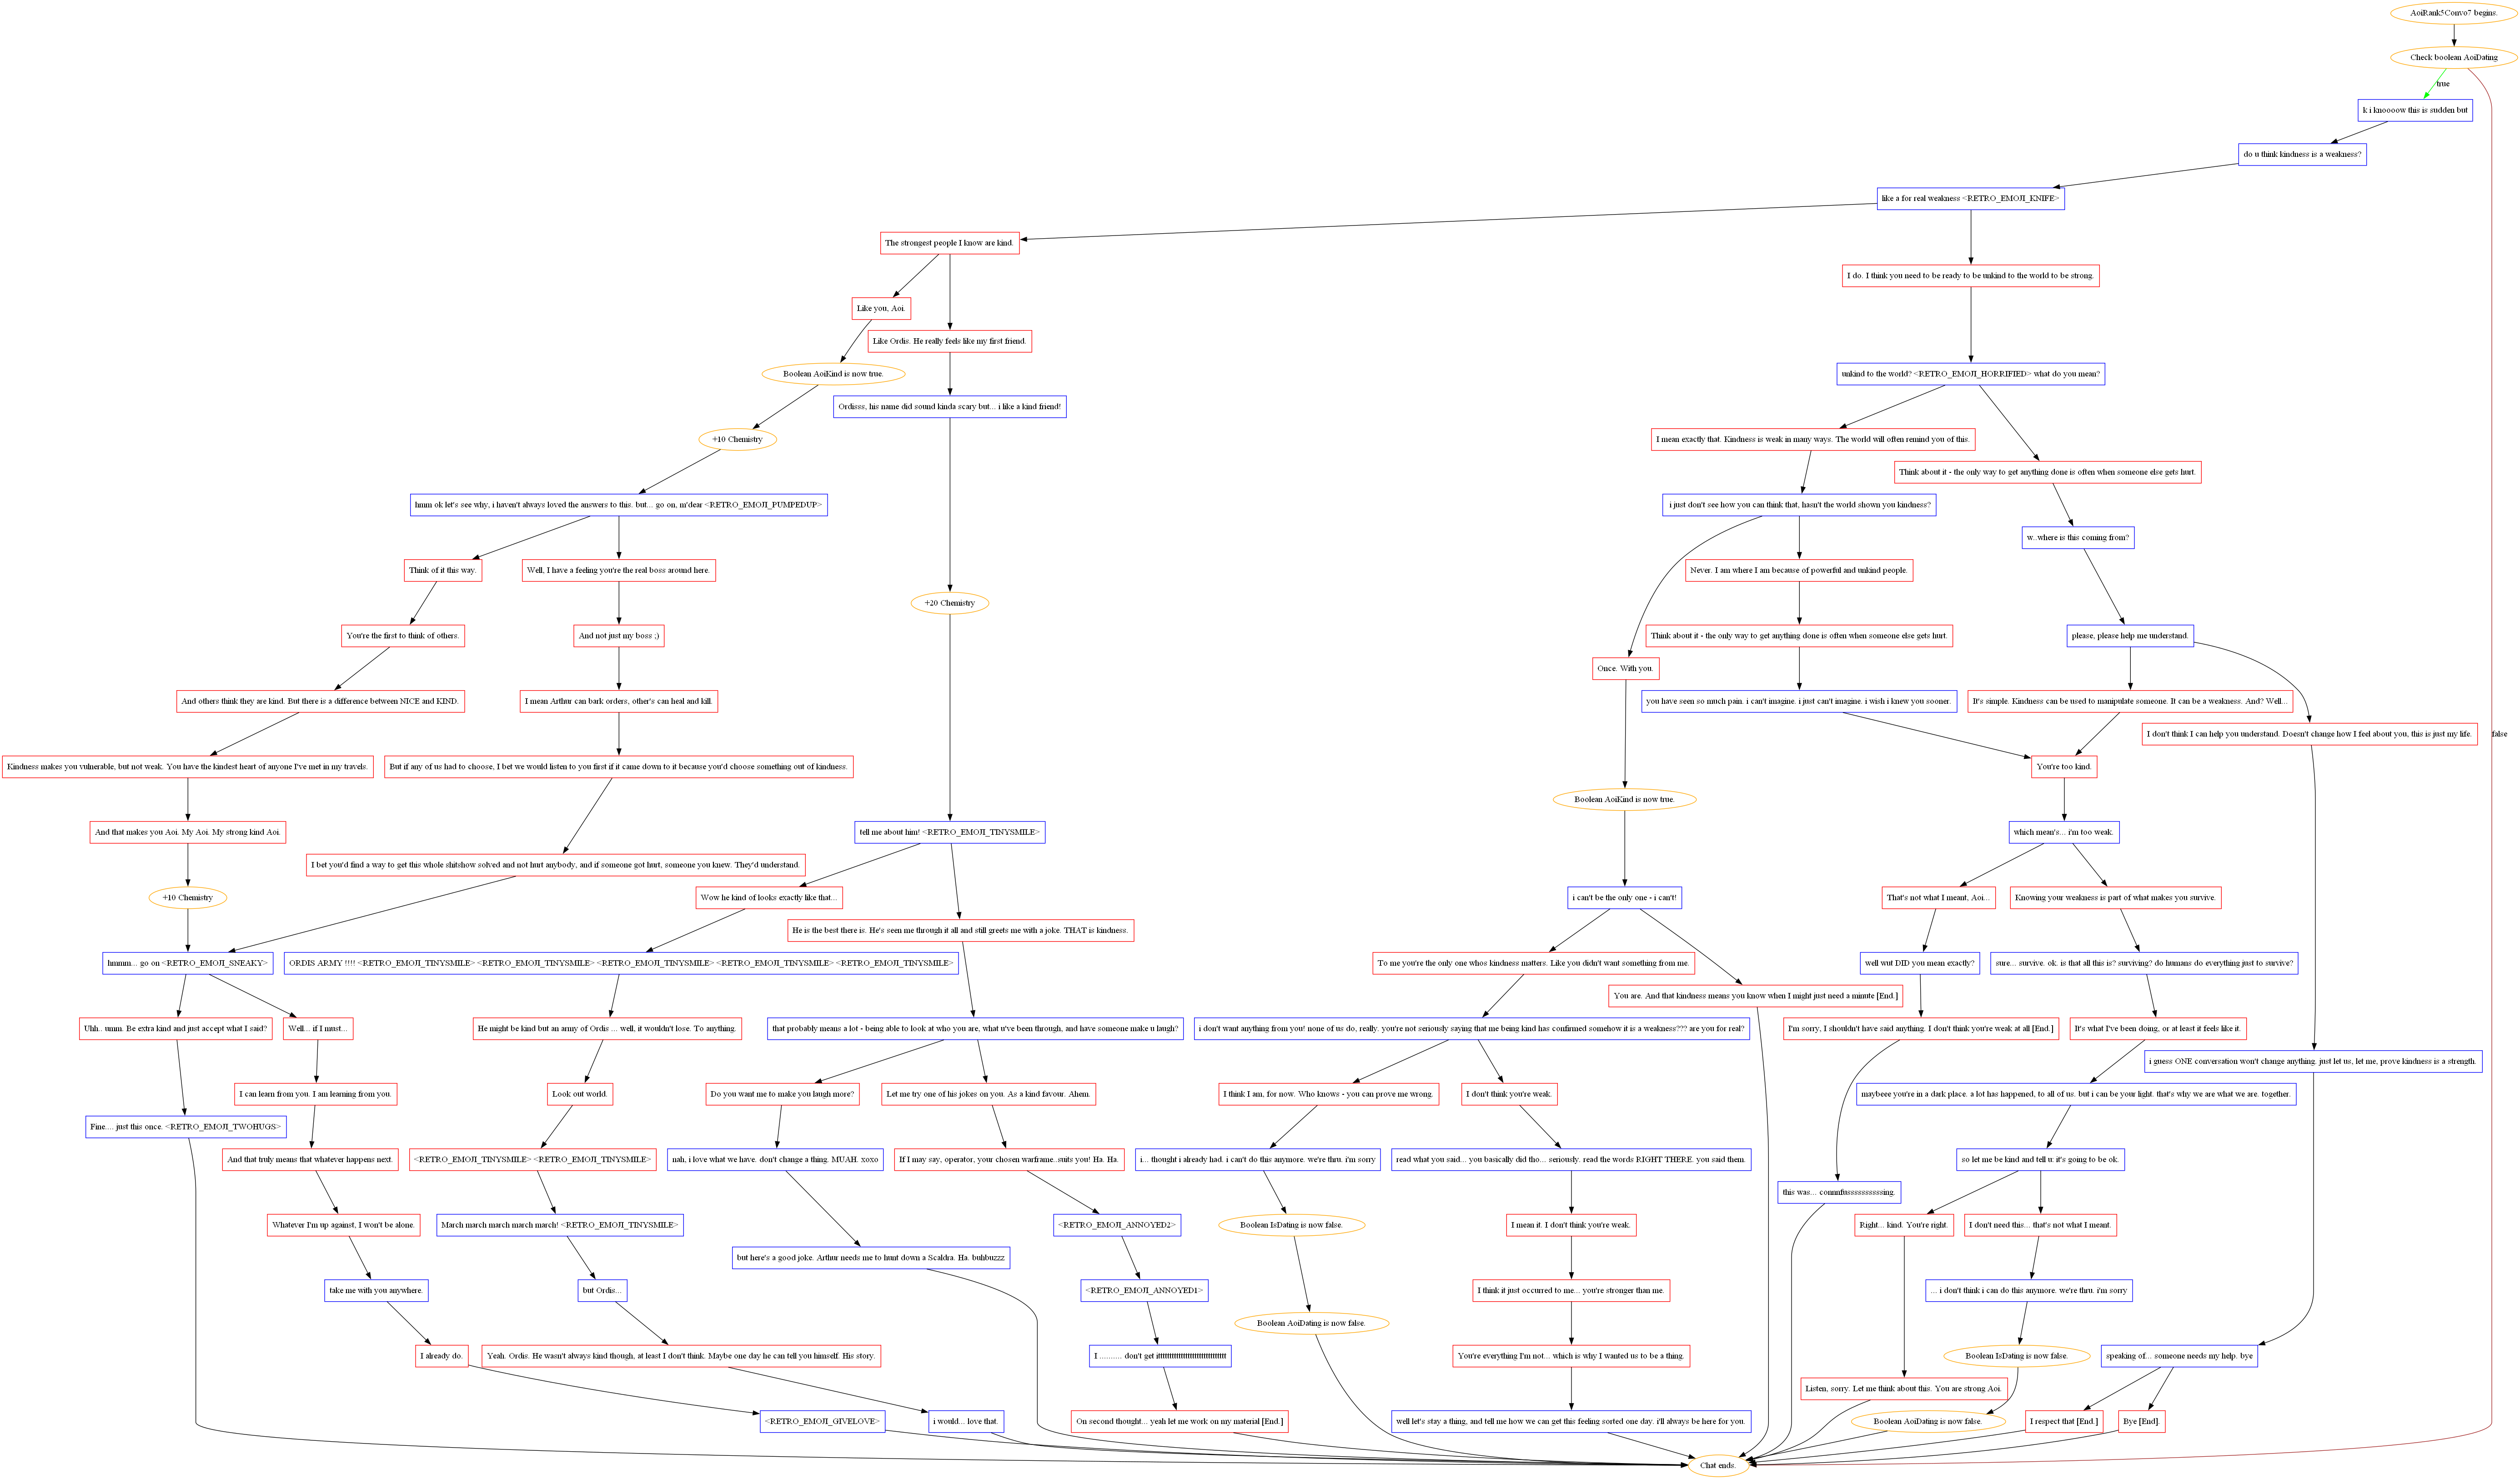 AoiRank5Convo7 begins.
Check boolean AoiDating
true
k i knoooow this is sudden but
do u think kindness is a weakness?
like a for real weakness <RETRO_EMOJI_KNIFE>
The strongest people I know are kind.
I do. I think you need to be ready to be unkind to the world to be strong.
Like you, Aoi.
Like Ordis. He really feels like my first friend.
Boolean AoiKind is now true.
unkind to the world? <RETRO_EMOJI_HORRIFIED> what do you mean?
Ordisss, his name did sound kinda scary but... i like a kind friend!
+10 Chemistry
I mean exactly that. Kindness is weak in many ways. The world will often remind you of this.
Think about it - the only way to get anything done is often when someone else gets hurt.
hmm ok let's see why, i haven't always loved the answers to this. but... go on, m'dear <RETRO_EMOJI_PUMPEDUP>
i just don't see how you can think that, hasn't the world shown you kindness?
w..where is this coming from?
Think of it this way.
Well, I have a feeling you're the real boss around here.
Never. I am where I am because of powerful and unkind people.
+20 Chemistry
You're the first to think of others.
And not just my boss ;)
Think about it - the only way to get anything done is often when someone else gets hurt.
please, please help me understand.
Once. With you.
And others think they are kind. But there is a difference between NICE and KIND.
I mean Arthur can bark orders, other's can heal and kill.
you have seen so much pain. i can't imagine. i just can't imagine. i wish i knew you sooner.
It's simple. Kindness can be used to manipulate someone. It can be a weakness. And? Well...
I don't think I can help you understand. Doesn't change how I feel about you, this is just my life.
false
Kindness makes you vulnerable, but not weak. You have the kindest heart of anyone I've met in my travels.
But if any of us had to choose, I bet we would listen to you first if it came down to it because you'd choose something out of kindness.
You're too kind.
Boolean AoiKind is now true.
And that makes you Aoi. My Aoi. My strong kind Aoi.
tell me about him! <RETRO_EMOJI_TINYSMILE>
which mean's... i'm too weak.
I bet you'd find a way to get this whole shitshow solved and not hurt anybody, and if someone got hurt, someone you knew. They'd understand.
+10 Chemistry
Wow he kind of looks exactly like that...
i can't be the only one - i can't!
That's not what I meant, Aoi...
Knowing your weakness is part of what makes you survive.
He is the best there is. He's seen me through it all and still greets me with a joke. THAT is kindness.
hmmm... go on <RETRO_EMOJI_SNEAKY>
ORDIS ARMY !!!! <RETRO_EMOJI_TINYSMILE> <RETRO_EMOJI_TINYSMILE> <RETRO_EMOJI_TINYSMILE> <RETRO_EMOJI_TINYSMILE> <RETRO_EMOJI_TINYSMILE>
To me you're the only one whos kindness matters. Like you didn't want something from me.
well wut DID you mean exactly?
sure... survive. ok. is that all this is? surviving? do humans do everything just to survive?
You are. And that kindness means you know when I might just need a minute [End.]
Uhh.. umm. Be extra kind and just accept what I said?
Well... if I must...
He might be kind but an army of Ordis ... well, it wouldn't lose. To anything.
that probably means a lot - being able to look at who you are, what u've been through, and have someone make u laugh?
i don't want anything from you! none of us do, really. you're not seriously saying that me being kind has confirmed somehow it is a weakness??? are you for real?
I'm sorry, I shouldn't have said anything. I don't think you're weak at all [End.]
It's what I've been doing, or at least it feels like it.
i guess ONE conversation won't change anything. just let us, let me, prove kindness is a strength.
I can learn from you. I am learning from you.
Look out world.
Do you want me to make you laugh more?
Let me try one of his jokes on you. As a kind favour. Ahem.
I think I am, for now. Who knows - you can prove me wrong.
I don't think you're weak.
maybeee you're in a dark place. a lot has happened, to all of us. but i can be your light. that's why we are what we are. together.
Fine.... just this once. <RETRO_EMOJI_TWOHUGS>
And that truly means that whatever happens next.
<RETRO_EMOJI_TINYSMILE> <RETRO_EMOJI_TINYSMILE>
nah, i love what we have. don't change a thing. MUAH. xoxo
If I may say, operator, your chosen warframe..suits you! Ha. Ha.
i... thought i already had. i can't do this anymore. we're thru. i'm sorry
read what you said... you basically did tho... seriously. read the words RIGHT THERE. you said them.
so let me be kind and tell u: it's going to be ok.
this was... connnfussssssssssing.
Whatever I'm up against, I won't be alone.
March march march march march! <RETRO_EMOJI_TINYSMILE>
<RETRO_EMOJI_ANNOYED2>
Boolean IsDating is now false.
I mean it. I don't think you're weak.
Right... kind. You're right.
I don't need this... that's not what I meant.
but here's a good joke. Arthur needs me to hunt down a Scaldra. Ha. buhbuzzz
take me with you anywhere.
but Ordis...
<RETRO_EMOJI_ANNOYED1>
I think it just occurred to me... you're stronger than me.
... i don't think i can do this anymore. we're thru. i'm sorry
Boolean AoiDating is now false.
I already do.
Yeah. Ordis. He wasn't always kind though, at least I don't think. Maybe one day he can tell you himself. His story.
You're everything I'm not... which is why I wanted us to be a thing.
Boolean IsDating is now false.
speaking of... someone needs my help. bye
Listen, sorry. Let me think about this. You are strong Aoi.
<RETRO_EMOJI_GIVELOVE>
i would... love that.
On second thought... yeah let me work on my material [End.]
well let's stay a thing, and tell me how we can get this feeling sorted one day. i'll always be here for you.
Boolean AoiDating is now false.
I respect that [End.]
Bye [End].
Chat ends.